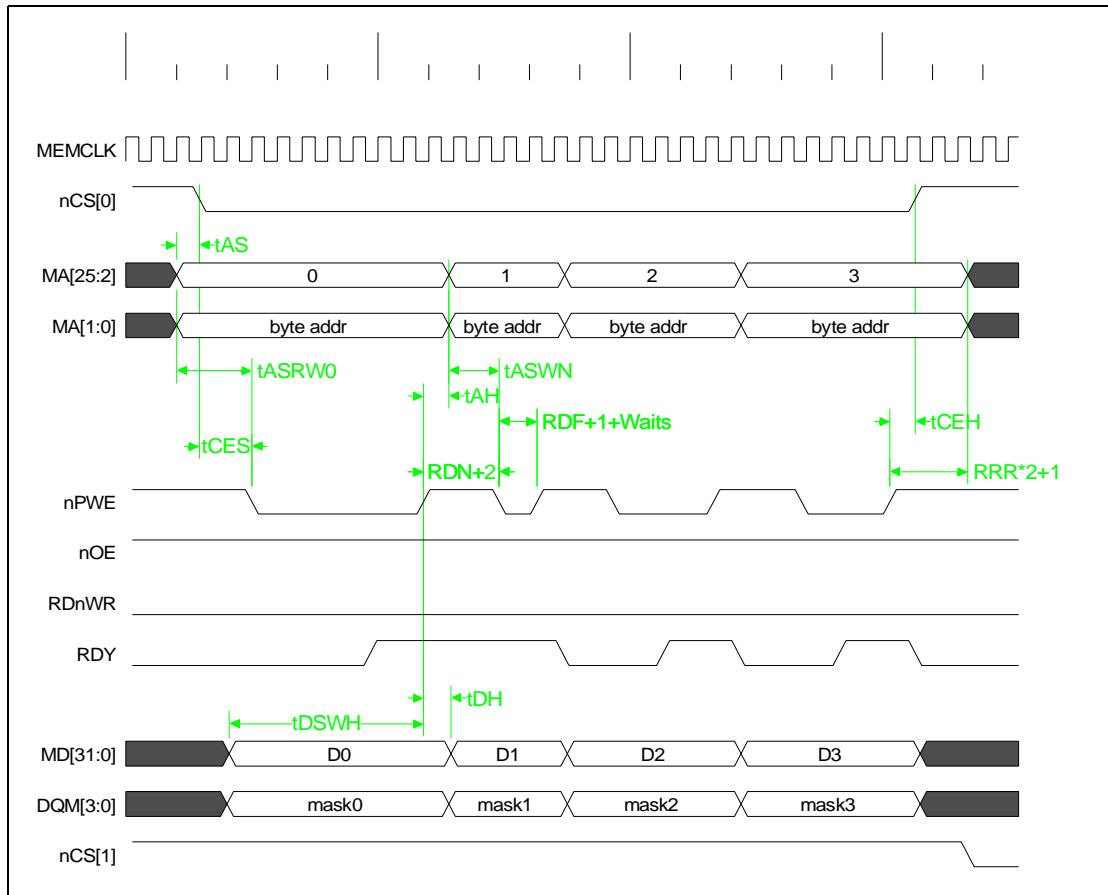 MEMCLK
nCS[0]
tAS
MA[25:2] 0 1 2 3
MA[1:0] byte addr byte addr byte addr byte addr
tASRW0 tASWN
tAH
RDF+1+Waits
tCES tCEH
RDN+2 RRR*2+1
nPWE
nOE
RDnWR
RDY
tDH
tDSWH
MD[31:0] D0 D1 D2 D3
DQM[3:0] mask0 mask1 mask2 mask3
nCS[1]